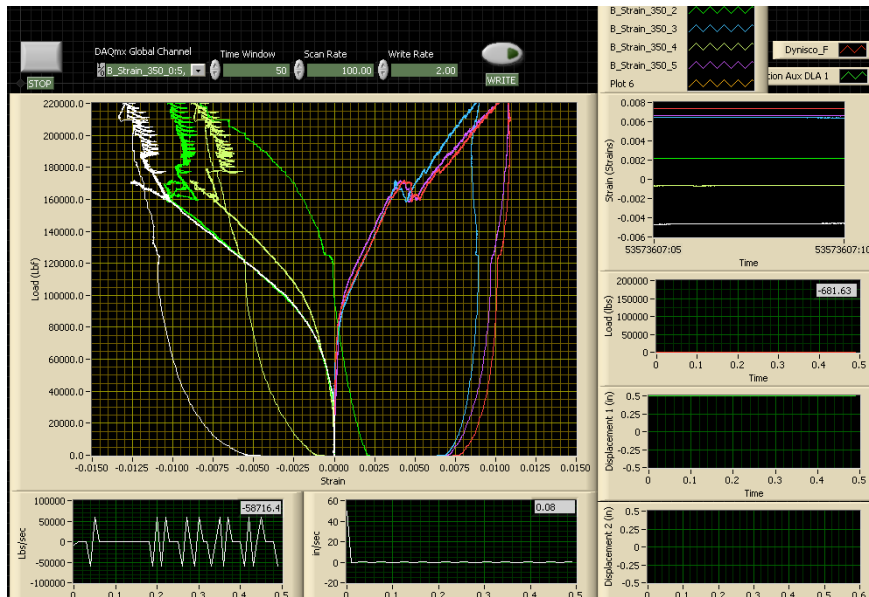 DAQmx Global Channel
Time Window
Scan Rate
Write Rate
B_Strain_350_0:5,
50
100.00
2.00
STOP
WRITE
B_Strain_350_2
B_Strain_350_3
B_Strain_350_4
B_Strain_350_5
Plot 6
Dynisco_F
ion Aux DLA 1
220000.0
200000.0
180000.0
160000.0
140000.0
120000.0
100000.0
80000.0
60000.0
40000.0
20000.0
0.0
Load (Lbf)
-0.0150 -0.0125 -0.0100 -0.0075 -0.0050 -0.0025 0.0000 0.0025 0.0050 0.0075 0.0100 0.0125 0.0150
Strain
0.008
0.006
0.004
0.002
0
-0.002
-0.004
-0.006
Strain (Strains)
53573607:05 53573607:10
Time
200000
150000
100000
50000
0
Load (lbs)
-681.63
0 0.1 0.2 0.3 0.4 0.5
Time
0.5
0
-0.5
Displacement 1 (in)
0 0.1 0.2 0.3 0.4 0.5
Time
0.5
0
-0.5
Displacement 2 (in)
0 0.1 0.2 0.3 0.4 0.5 0.6
100000
50000
0
-50000
-100000
Lbs/sec
-58716.4
0 0.1 0.2 0.3 0.4 0.5
60
40
20
0
-20
in/sec
0.08
0 0.1 0.2 0.3 0.4 0.5